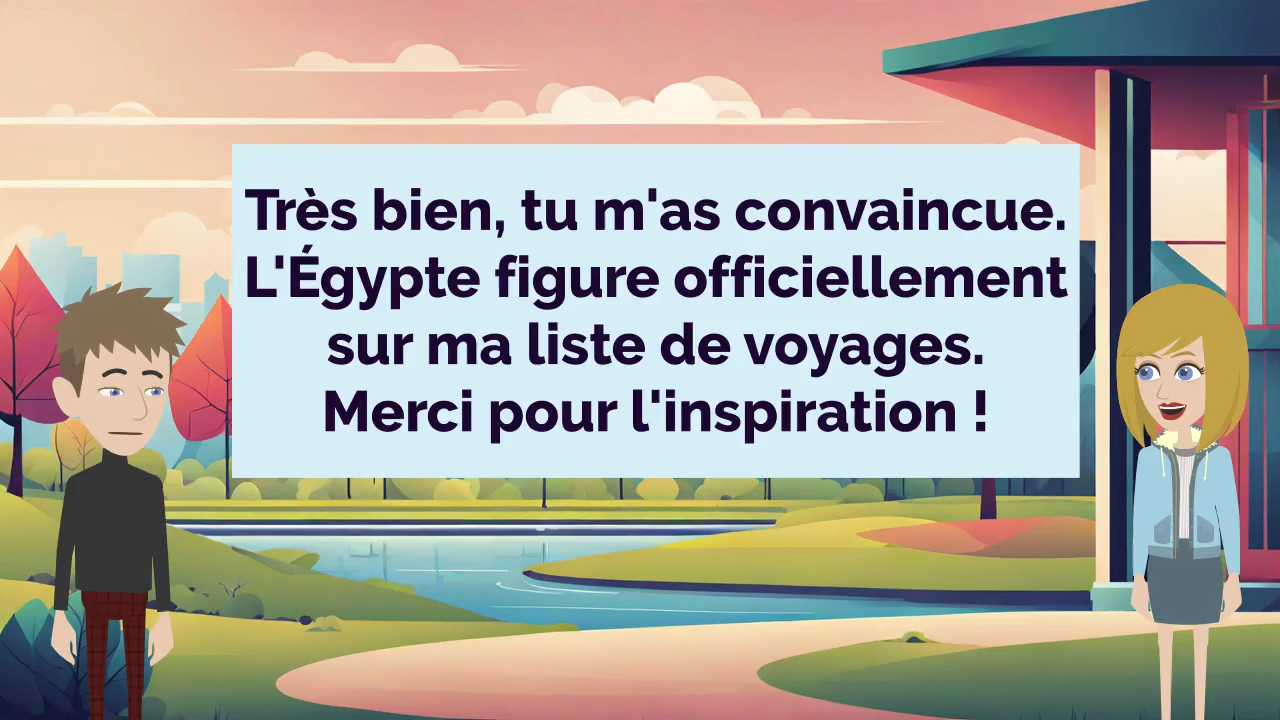 Très bien, tu m'as convaincue.
L'Égypte figure officiellement
sur ma liste de voyages.
Merci pour l'inspiration !